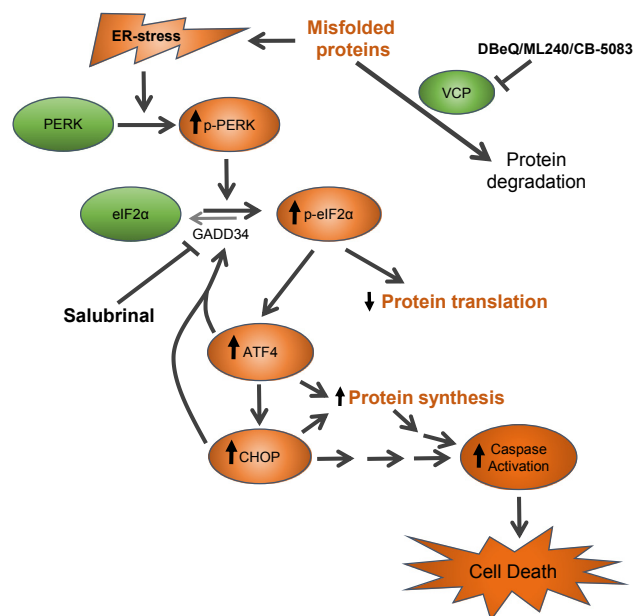 ER-stress
Misfolded
proteins
DBeQ/ML240/CB-5083
VCP
PERK
p-PERK
Protein
degradation
eIF2α
GADD34
p-eIF2α
Salubrinal
Protein translation
ATF4
Protein synthesis
CHOP
Caspase
Activation
Cell Death